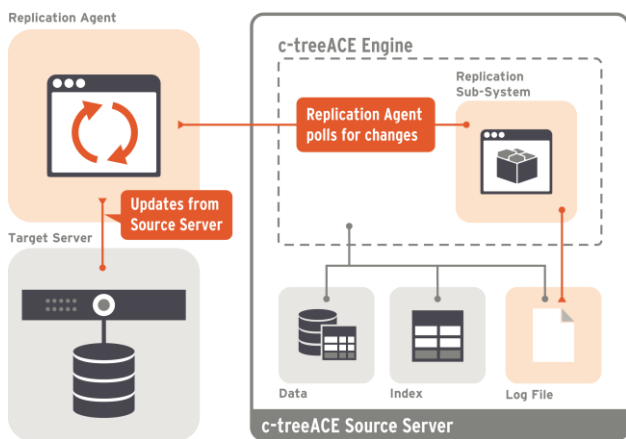 Replication Agent
c-treeACE Engine
Replication
Sub-System
Replication Agent
polls for changes
Updates from
Source Server
Target Server
Data
Index
Log File
c-treeACE Source Server